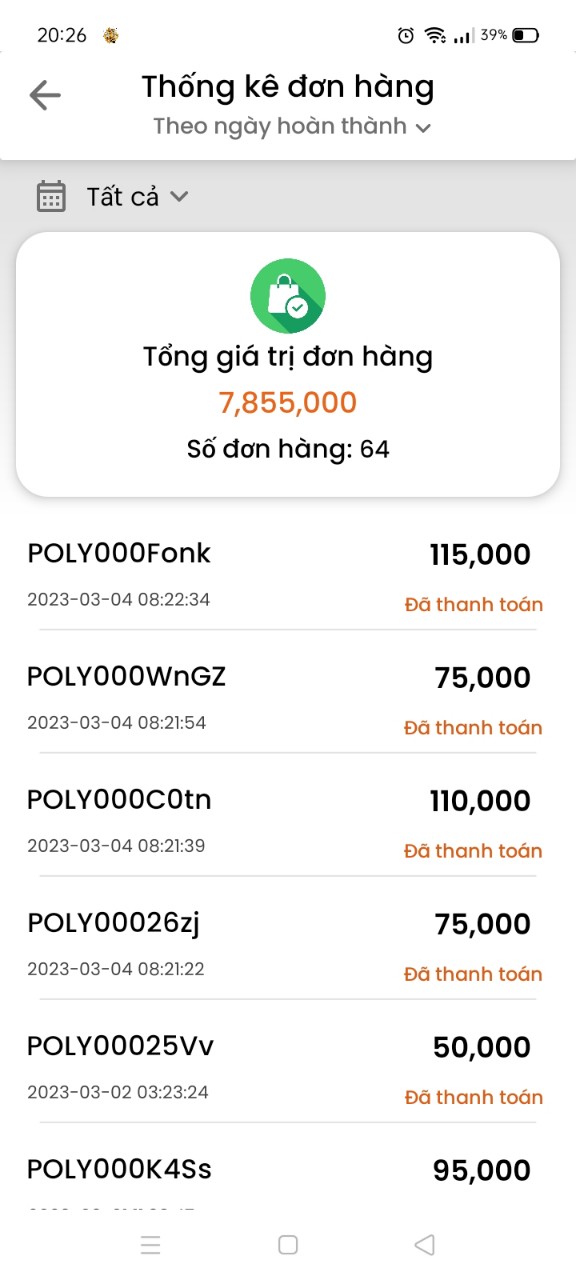 20:26
39%
Thống kê đơn hàng
Theo ngày hoàn thành
Tất cả
Tổng giá trị đơn hàng
7,855,000
Số đơn hàng: 64
POLY000Fonk 115,000
2023-03-04 08:22:34 Đã thanh toán
POLY000WnGZ 75,000
2023-03-04 08:21:54 Đã thanh toán
POLY000C0tn 110,000
2023-03-04 08:21:39 Đã thanh toán
POLY00026zj 75,000
2023-03-04 08:21:22 Đã thanh toán
POLY00025Vv 50,000
2023-03-02 03:23:24 Đã thanh toán
POLY000K4Ss 95,000